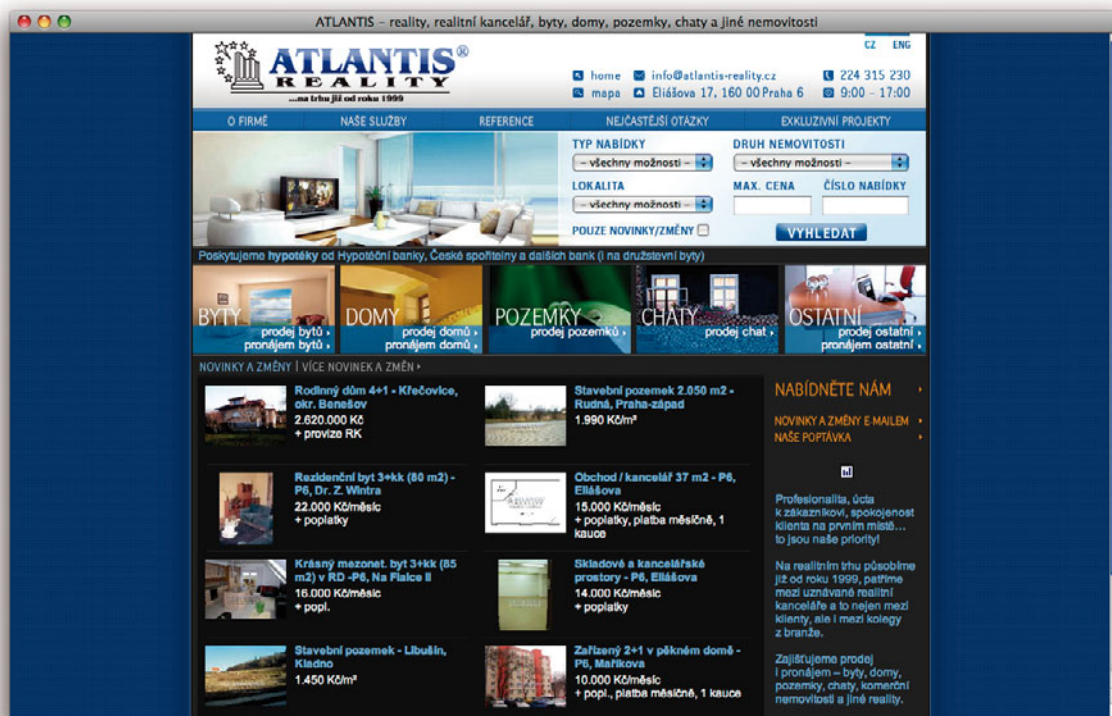 ATLANTIS – reality, realitní kancelář, byty, domy, pozemky, chaty a jiné nemovitosti
CZ ENG
ATLANTIS®
REALITY
...na trhu již od roku 1999
home info@atlantis-reality.cz 224 315 230
mapa Eliášova 17, 160 00 Praha 6 9:00 – 17:00
O FIRMĚ NAŠE SLUŽBY REFERENCE NEJČASTĚJŠÍ OTÁZKY EXKLUZIVNÍ PROJEKTY
TYP NABÍDKY DRUH NEMOVITOSTI
– všechny možnosti – – všechny možnosti –
LOKALITA MAX. CENA ČÍSLO NABÍDKY
– všechny možnosti –
POUZE NOVINKY/ZMĚNY VYHLEDAT
Poskytujeme hypotéky od Hypotéční banky, České spořitelny a dalších bank (i na družstevní byty)
BYTY
prodej bytů
pronájem bytů
DOMY
prodej domů
pronájem domů
POZEMKY
prodej pozemků
CHATY
prodej chat
OSTATNÍ
prodej ostatní
pronájem ostatní
NOVINKY A ZMĚNY | VÍCE NOVINEK A ZMĚN
Rodinný dům 4+1 - Křečovice,
okr. Benešov
2.620.000 Kč
+ provize RK
Stavební pozemek 2.050 m2 -
Rudná, Praha-západ
1.990 Kč/m²
Rezidenční byt 3+kk (80 m2) -
P6, Dr. Z. Wintra
22.000 Kč/měsíc
+ poplatky
Obchod / kancelář 37 m2 - P6,
Eliášova
15.000 Kč/měsíc
+ poplatky, platba měsíčně, 1
kauce
Krásný mezonet. byt 3+kk (85
m2) v RD -P6, Na Fialce II
16.000 Kč/měsíc
+ popl.
Skladové a kancelářské
prostory - P6, Eliášova
14.000 Kč/měsíc
+ poplatky
Stavební pozemek - Libušín,
Kladno
1.450 Kč/m²
Zařízený 2+1 v pěkném domě -
P6, Maříkova
10.000 Kč/měsíc
+ popl., platba měsíčně, 1 kauce
NABÍDNĚTE NÁM
NOVINKY A ZMĚNY E-MAILEM
NAŠE POPTÁVKA
Profesionalita, úcta
k zákazníkovi, spokojenost
klienta na prvním místě...
to jsou naše priority!
Na realitním trhu působíme
již od roku 1999, patříme
mezi uznávané realitní
kanceláře a to nejen mezi
klienty, ale i mezi kolegy
z branže.
Zajišťujeme prodej
i pronájem – byty, domy,
pozemky, chaty, komerční
nemovitosti a jiné reality.